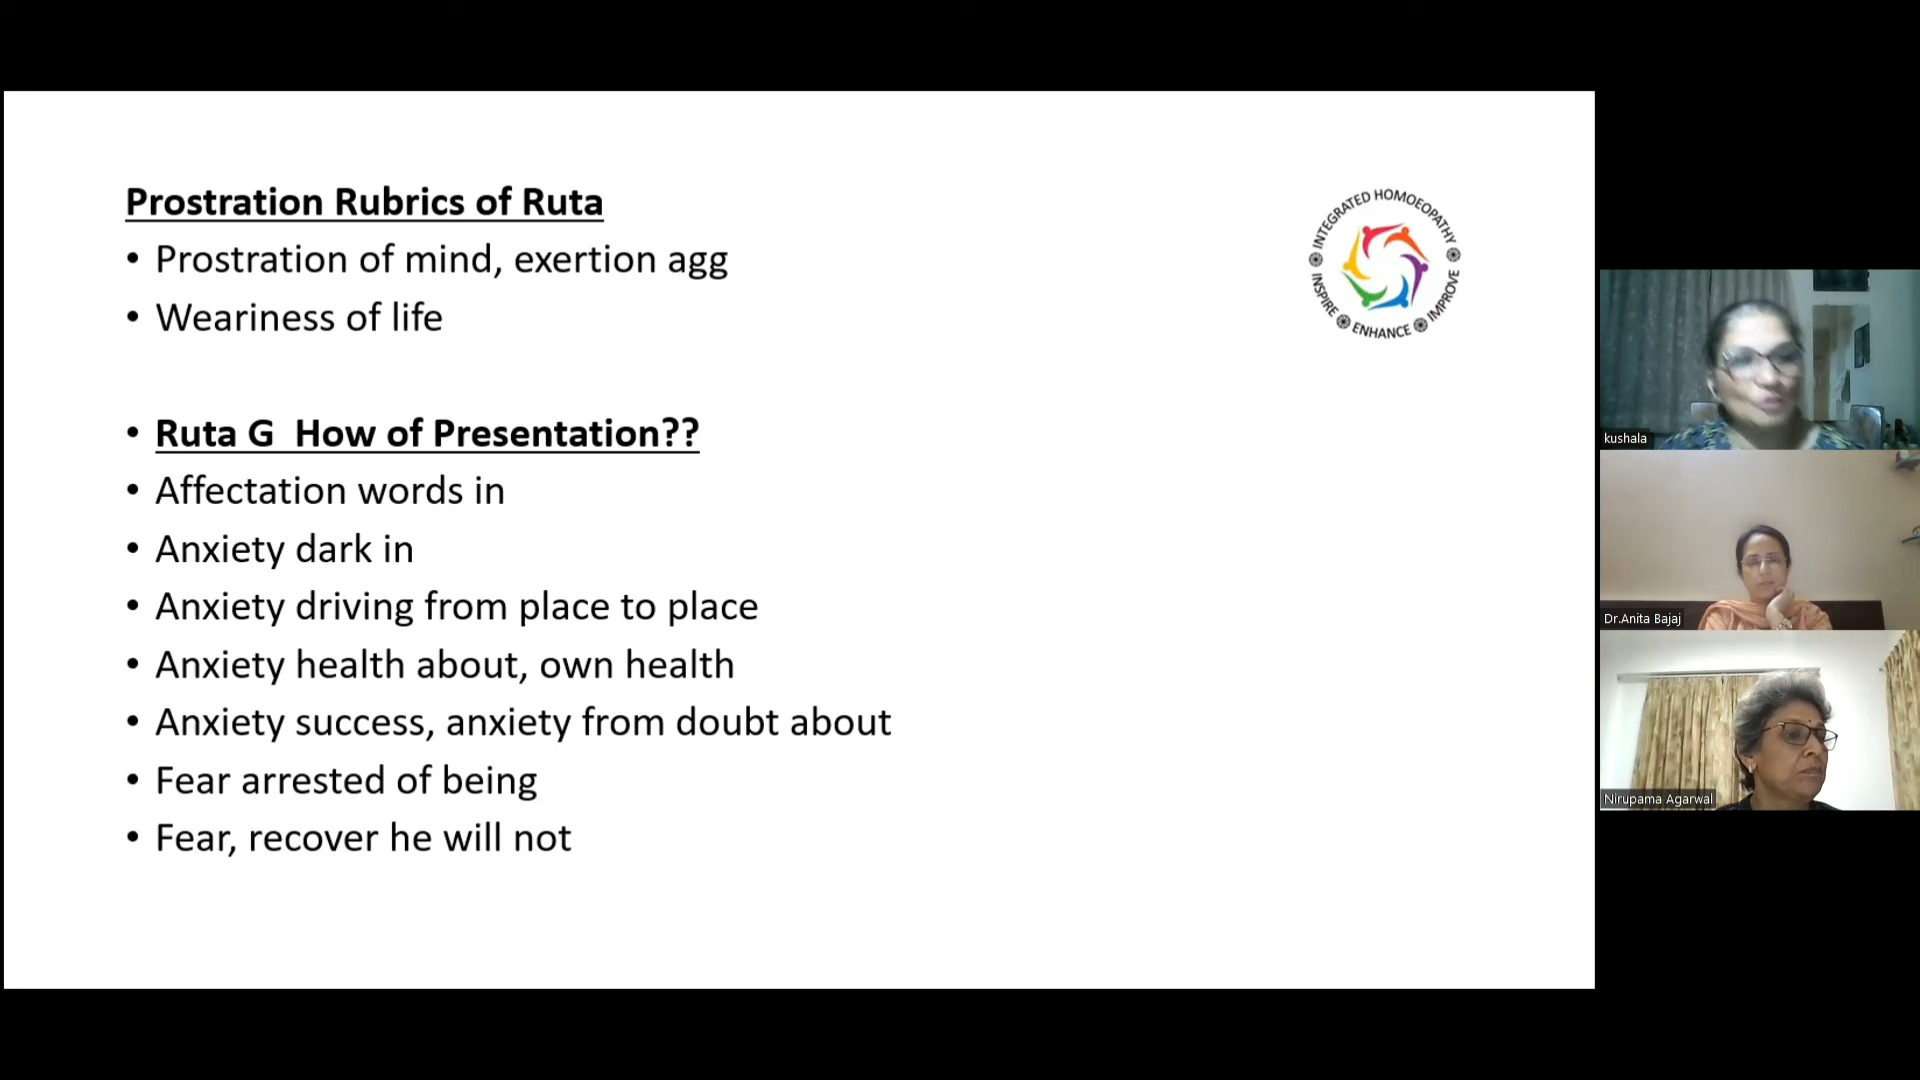 Prostration Rubrics of Ruta
• Prostration of mind, exertion agg
• Weariness of life
• Ruta G  How of Presentation??
• Affectation words in
• Anxiety dark in
• Anxiety driving from place to place
• Anxiety health about, own health
• Anxiety success, anxiety from doubt about
• Fear arrested of being
• Fear, recover he will not
INTEGRATED HOMOEOPATHY
INSPIRE ENHANCE IMPROVE
kushala
Dr.Anita Bajaj
Nirupama Agarwal